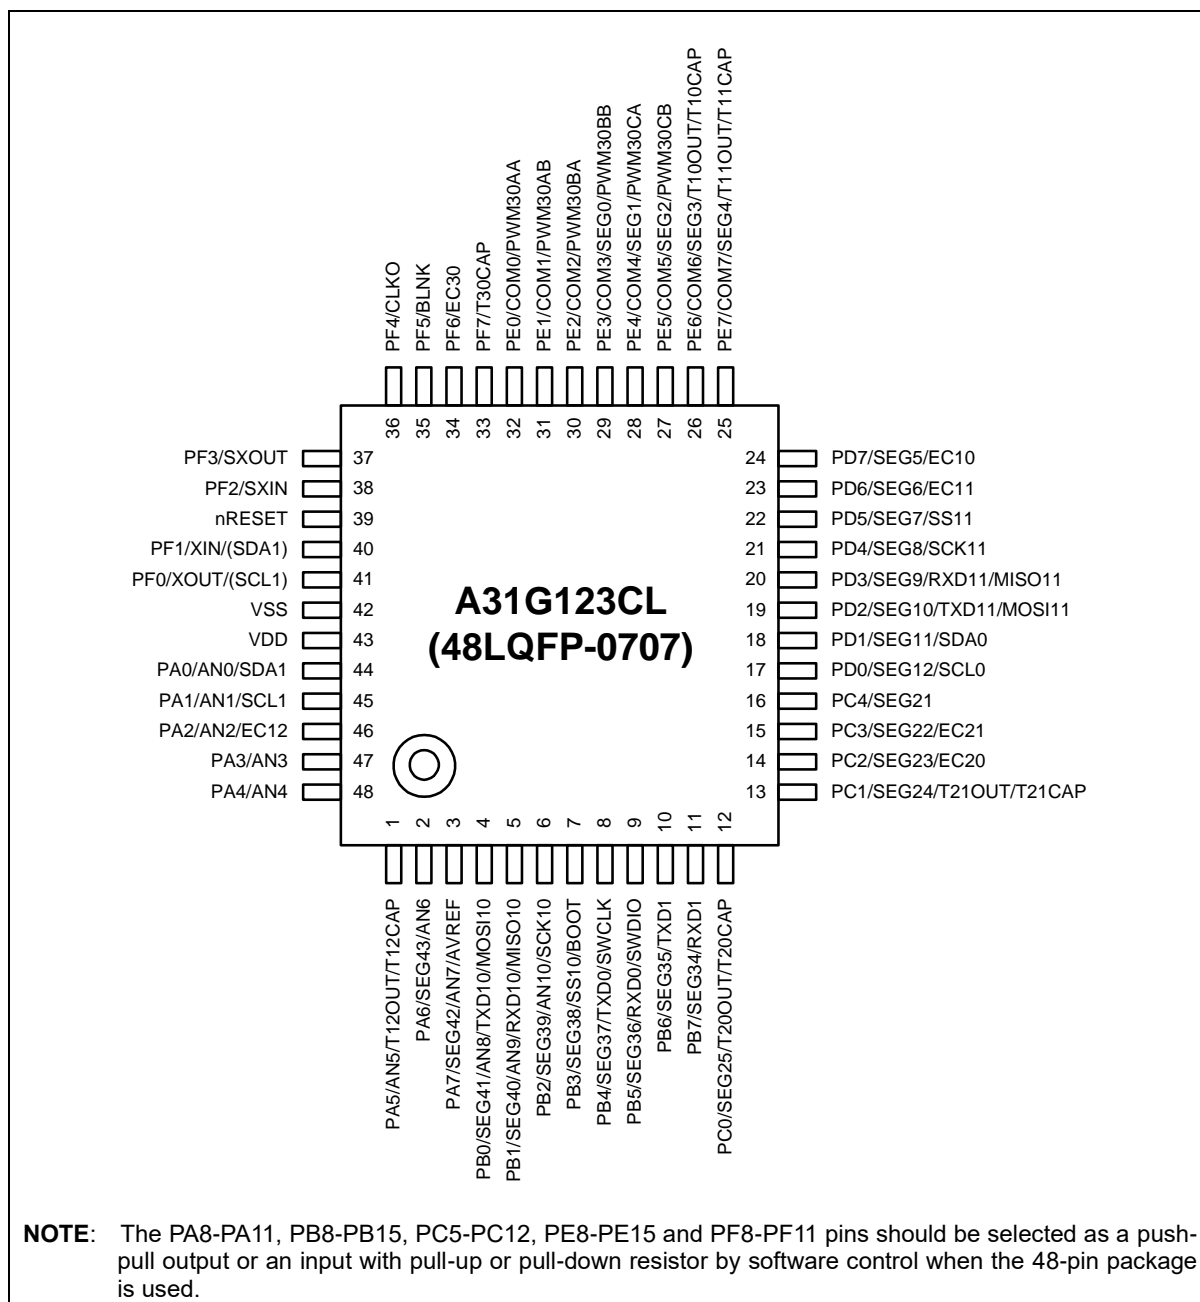 PF4/CLKO
PF5/BLNK
PF6/EC30
PF7/T30CAP
PE0/COM0/PWM30AA
PE1/COM1/PWM30AB
PE2/COM2/PWM30BA
PE3/COM3/SEG0/PWM30BB
PE4/COM4/SEG1/PWM30CA
PE5/COM5/SEG2/PWM30CB
PE6/COM6/SEG3/T10OUT/T10CAP
PE7/COM7/SEG4/T11OUT/T11CAP
36
35
34
33
32
31
30
29
28
27
26
25
PF3/SXOUT 37
PF2/SXIN 38
nRESET 39
PF1/XIN/(SDA1) 40
PF0/XOUT/(SCL1) 41
VSS 42
VDD 43
PA0/AN0/SDA1 44
PA1/AN1/SCL1 45
PA2/AN2/EC12 46
PA3/AN3 47
PA4/AN4 48
A31G123CL
(48LQFP-0707)
24 PD7/SEG5/EC10
23 PD6/SEG6/EC11
22 PD5/SEG7/SS11
21 PD4/SEG8/SCK11
20 PD3/SEG9/RXD11/MISO11
19 PD2/SEG10/TXD11/MOSI11
18 PD1/SEG11/SDA0
17 PD0/SEG12/SCL0
16 PC4/SEG21
15 PC3/SEG22/EC21
14 PC2/SEG23/EC20
13 PC1/SEG24/T21OUT/T21CAP
1
2
3
4
5
6
7
8
9
10
11
12
PA5/AN5/T12OUT/T12CAP
PA6/SEG43/AN6
PA7/SEG42/AN7/AVREF
PB0/SEG41/AN8/TXD10/MOSI10
PB1/SEG40/AN9/RXD10/MISO10
PB2/SEG39/AN10/SCK10
PB3/SEG38/SS10/BOOT
PB4/SEG37/TXD0/SWCLK
PB5/SEG36/RXD0/SWDIO
PB6/SEG35/TXD1
PB7/SEG34/RXD1
PC0/SEG25/T20OUT/T20CAP
NOTE: The PA8-PA11, PB8-PB15, PC5-PC12, PE8-PE15 and PF8-PF11 pins should be selected as a push-
pull output or an input with pull-up or pull-down resistor by software control when the 48-pin package
is used.